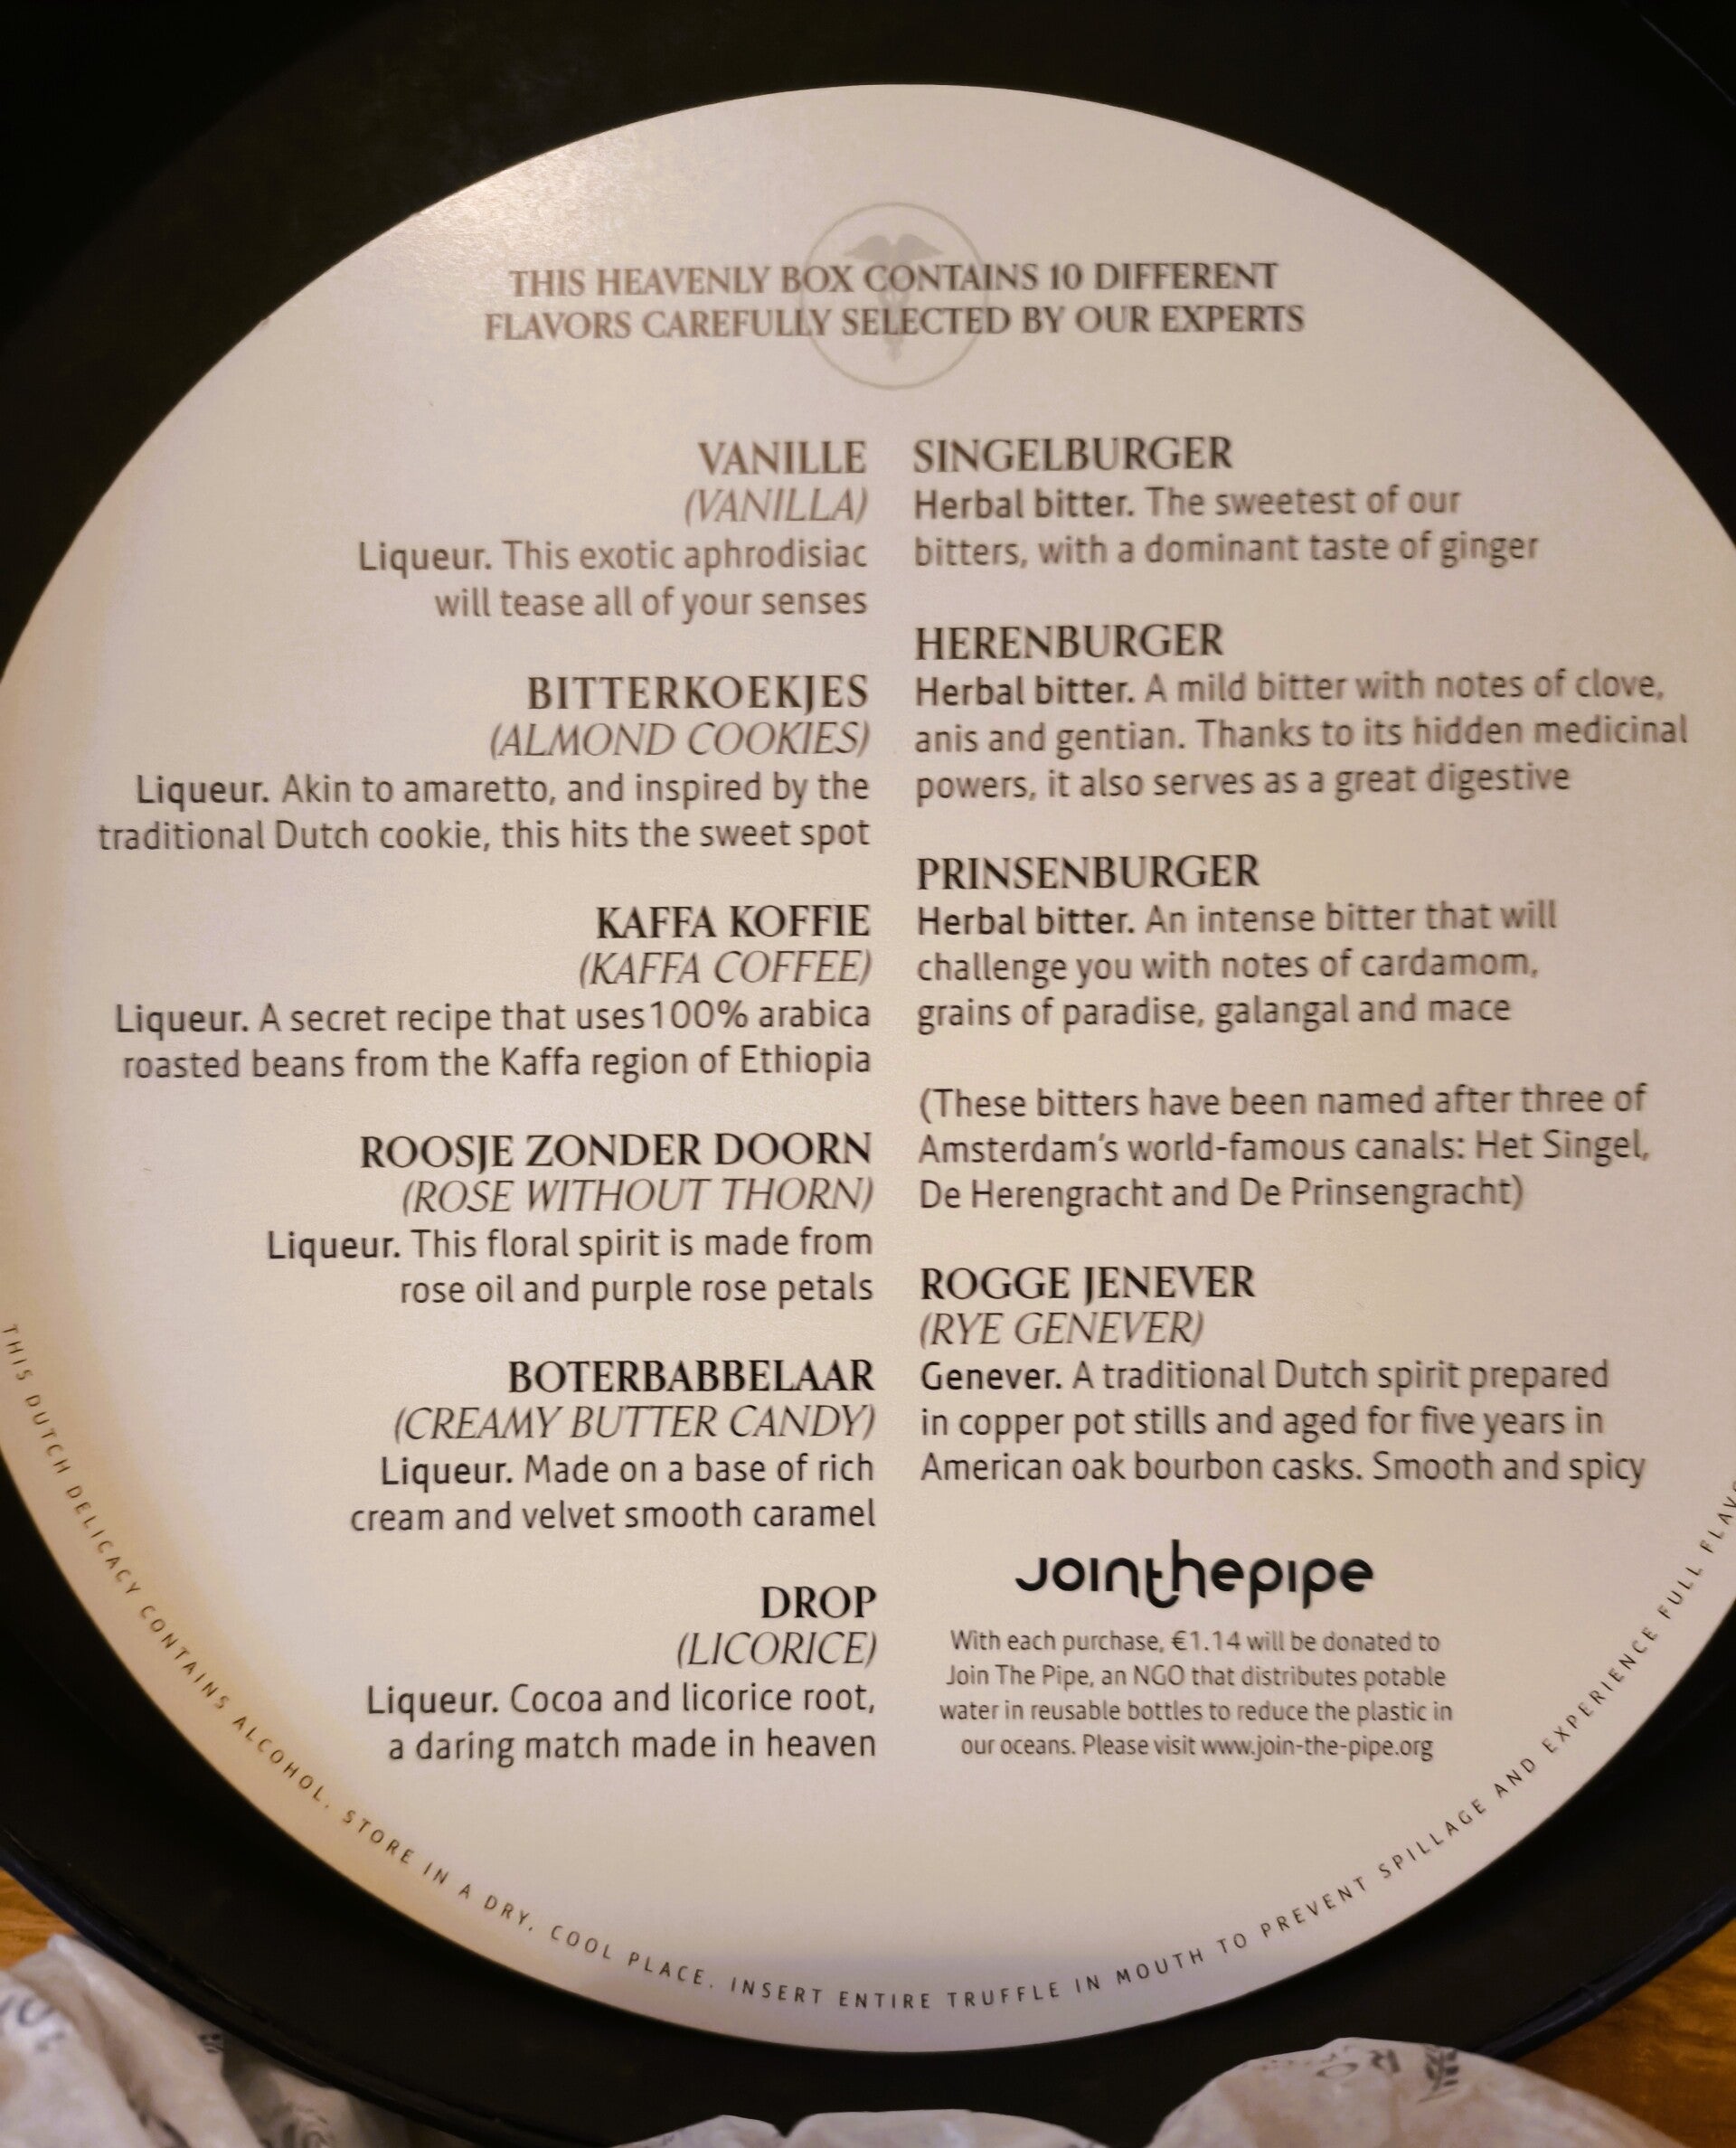 THIS HEAVENLY BOX CONTAINS 10 DIFFERENT
FLAVORS CAREFULLY SELECTED BY OUR EXPERTS
VANILLE
(VANILLA)
Liqueur. This exotic aphrodisiac
will tease all of your senses
BITTERKOEKJES
(ALMOND COOKIES)
Liqueur. Akin to amaretto, and inspired by the
traditional Dutch cookie, this hits the sweet spot
KAFFA KOFFIE
(KAFFA COFFEE)
Liqueur. A secret recipe that uses100% arabica
roasted beans from the Kaffa region of Ethiopia
ROOSJE ZONDER DOORN
(ROSE WITHOUT THORN)
Liqueur. This floral spirit is made from
rose oil and purple rose petals
BOTERBABBELAAR
(CREAMY BUTTER CANDY)
Liqueur. Made on a base of rich
cream and velvet smooth caramel
DROP
(LICORICE)
Liqueur. Cocoa and licorice root,
a daring match made in heaven
SINGELBURGER
Herbal bitter. The sweetest of our
bitters, with a dominant taste of ginger
HERENBURGER
Herbal bitter. A mild bitter with notes of clove,
anis and gentian. Thanks to its hidden medicinal
powers, it also serves as a great digestive
PRINSENBURGER
Herbal bitter. An intense bitter that will
challenge you with notes of cardamom,
grains of paradise, galangal and mace
(These bitters have been named after three of
Amsterdam's world-famous canals: Het Singel,
De Herengracht and De Prinsengracht)
ROGGE JENEVER
(RYE GENEVER)
Genever. A traditional Dutch spirit prepared
in copper pot stills and aged for five years in
American oak bourbon casks. Smooth and spicy
jointhepipe
With each purchase, €1.14 will be donated to
Join The Pipe, an NGO that distributes potable
water in reusable bottles to reduce the plastic in
our oceans. Please visit www.join-the-pipe.org
THIS DUTCH DELICACY CONTAINS ALCOHOL. STORE IN A DRY, COOL PLACE. INSERT ENTIRE TRUFFLE IN MOUTH TO PREVENT SPILLAGE AND EXPERIENCE FULL